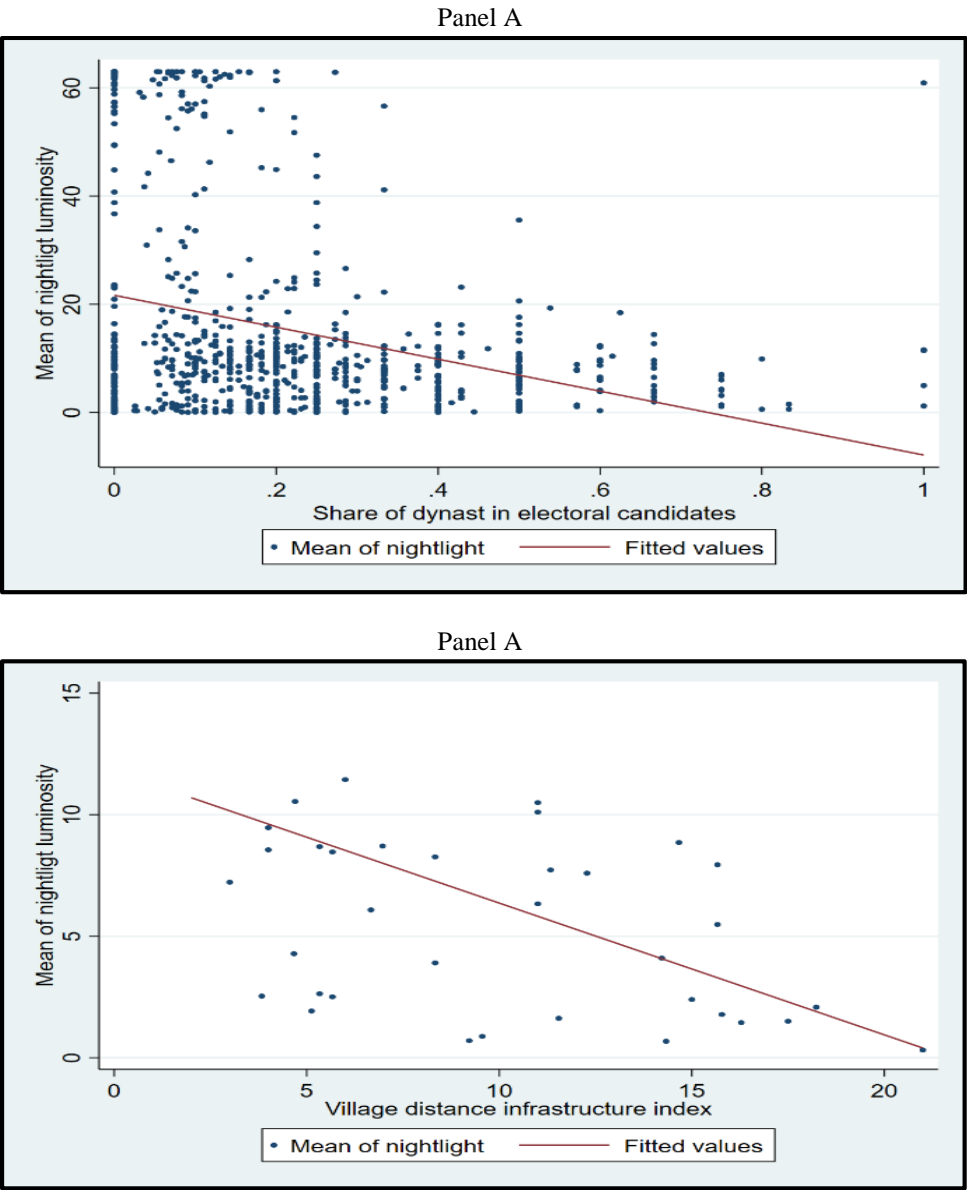 Panel A
60
40
20
0
Mean of nightligt luminosity
0 .2 .4 .6 .8 1
Share of dynast in electoral candidates
Mean of nightlight Fitted values
Panel A
15
10
5
0
Mean of nightligt luminosity
0 5 10 15 20
Village distance infrastructure index
Mean of nightlight Fitted values